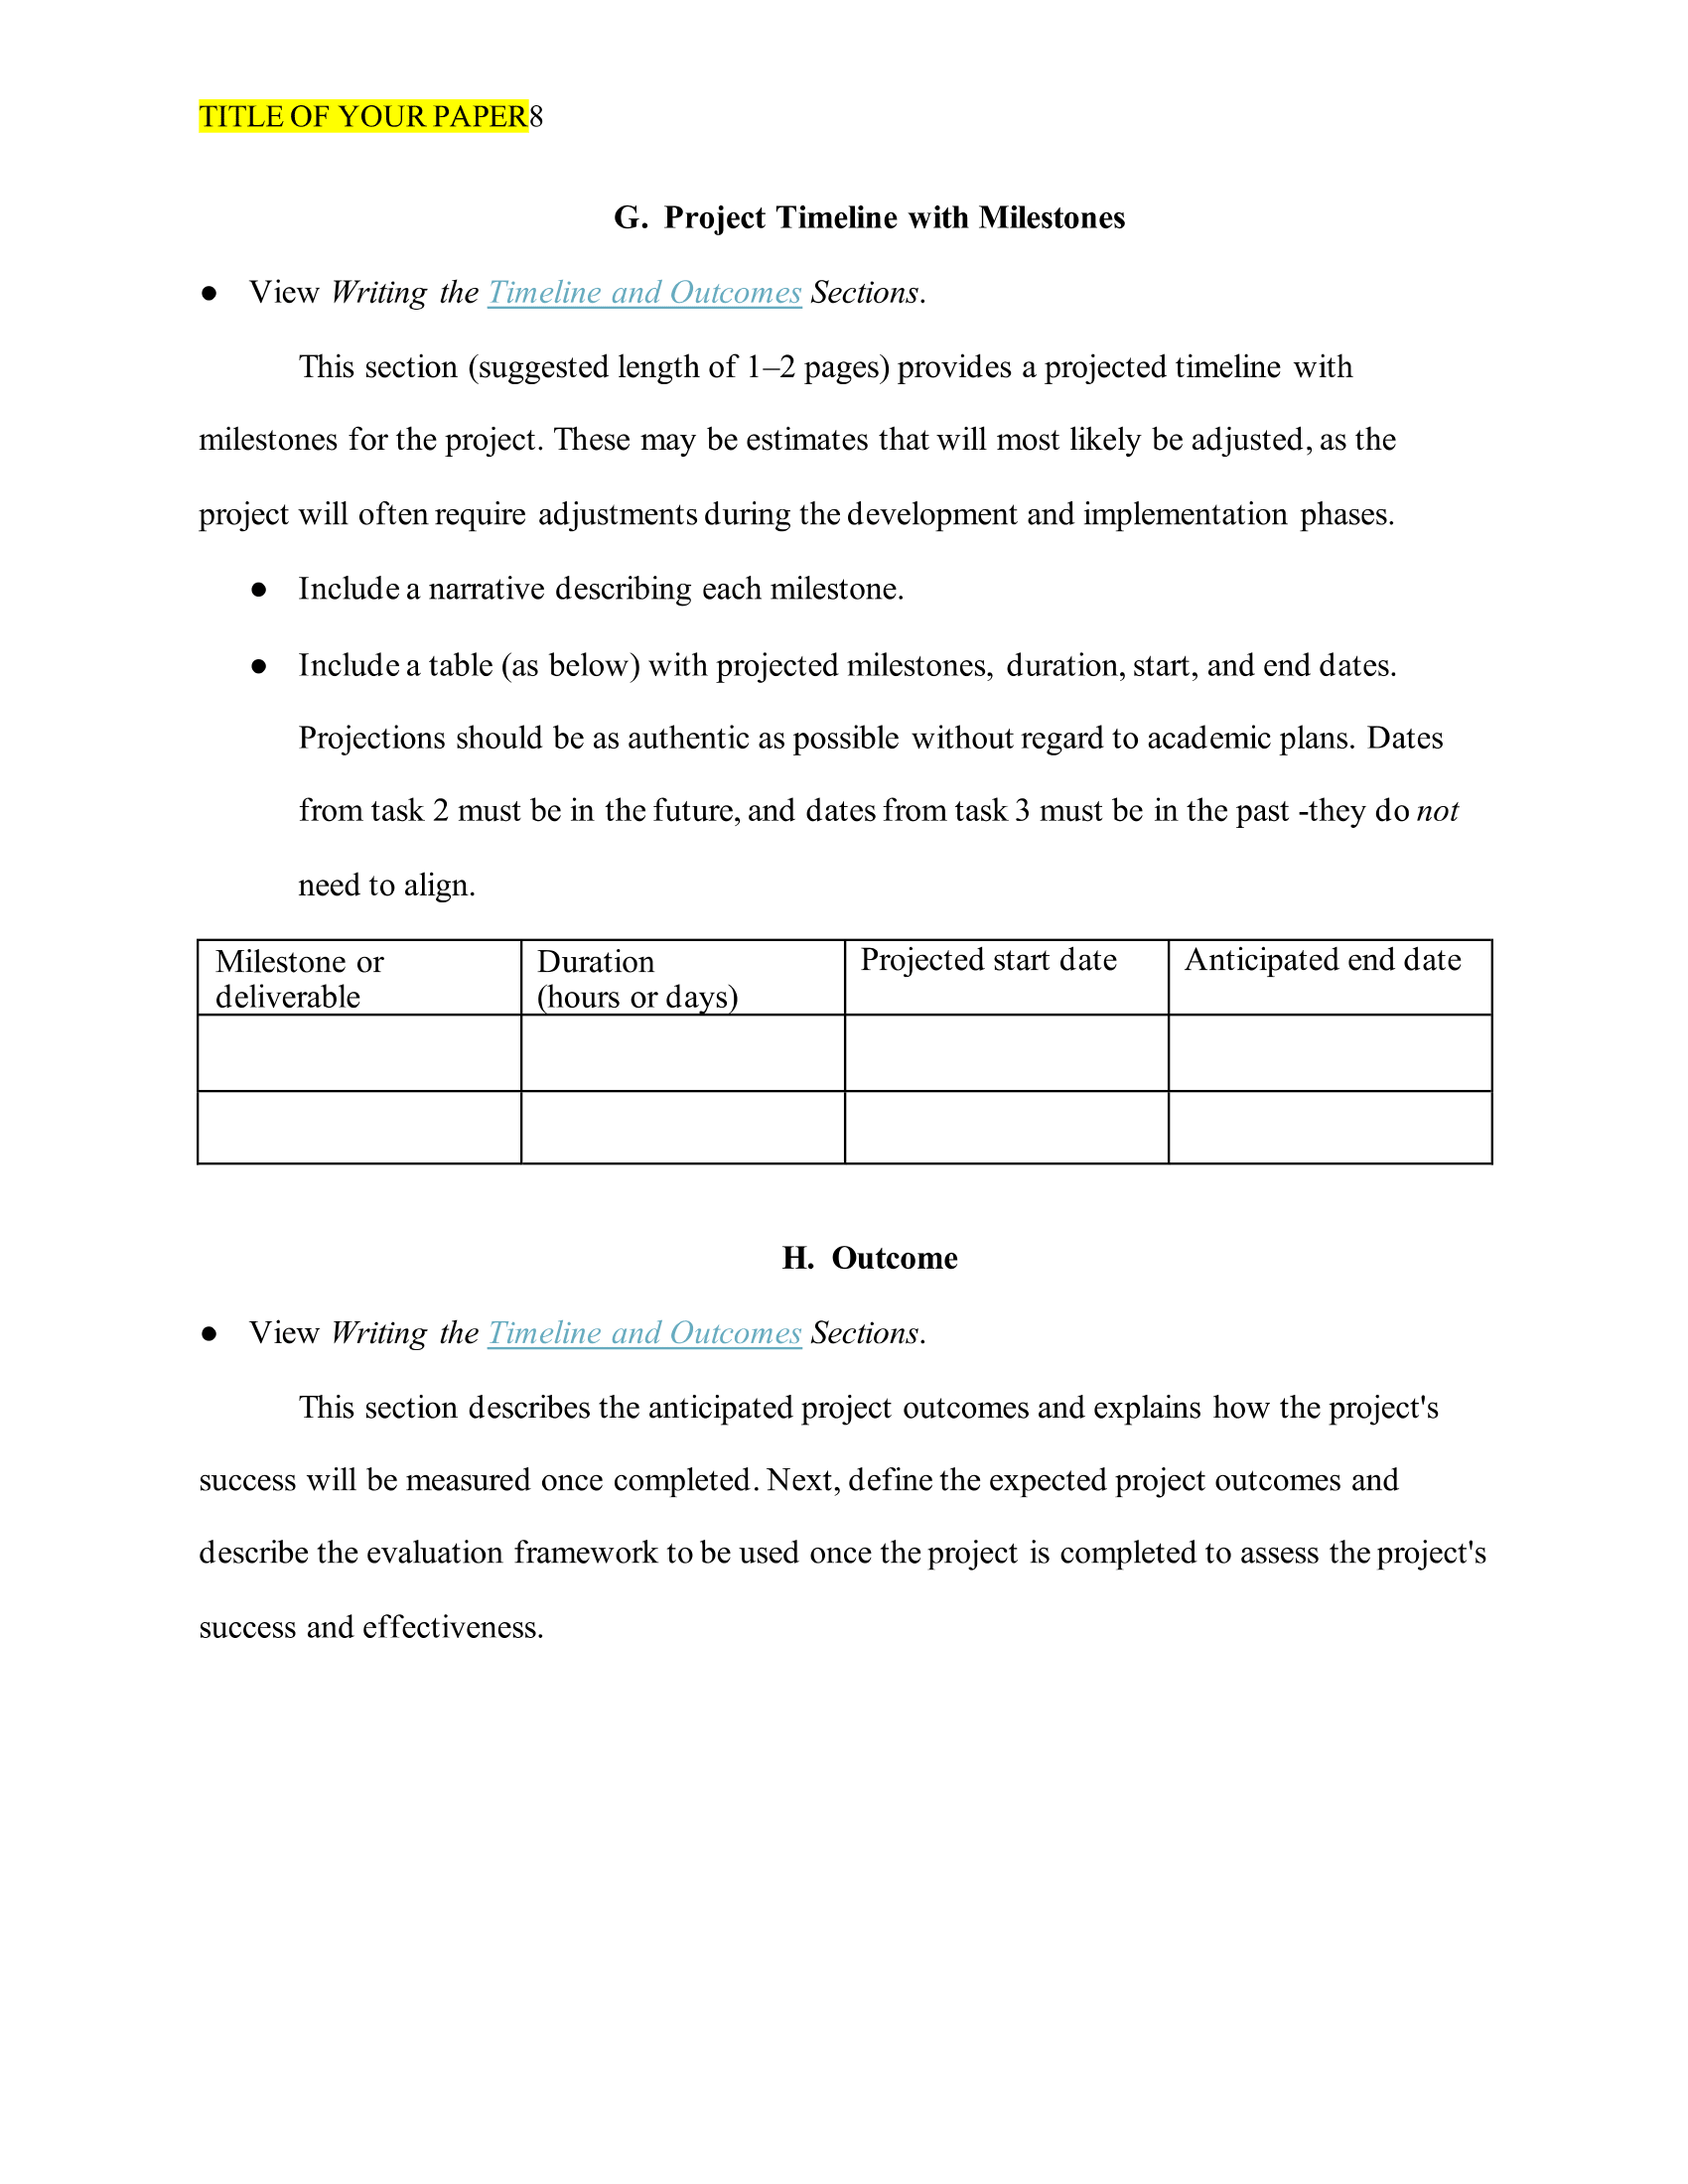 TITLE OF YOUR PAPER8
G. Project Timeline with Milestones
● View Writing the Timeline and Outcomes Sections.
This section (suggested length of 1–2 pages) provides a projected timeline with
milestones for the project. These may be estimates that will most likely be adjusted, as the
project will often require adjustments during the development and implementation phases.
● Include a narrative describing each milestone.
● Include a table (as below) with projected milestones, duration, start, and end dates.
Projections should be as authentic as possible without regard to academic plans. Dates
from task 2 must be in the future, and dates from task 3 must be in the past -they do not
need to align.
Milestone or
deliverable
Duration
(hours or days)
Projected start date
Anticipated end date
H. Outcome
● View Writing the Timeline and Outcomes Sections.
This section describes the anticipated project outcomes and explains how the project's
success will be measured once completed. Next, define the expected project outcomes and
describe the evaluation framework to be used once the project is completed to assess the project's
success and effectiveness.